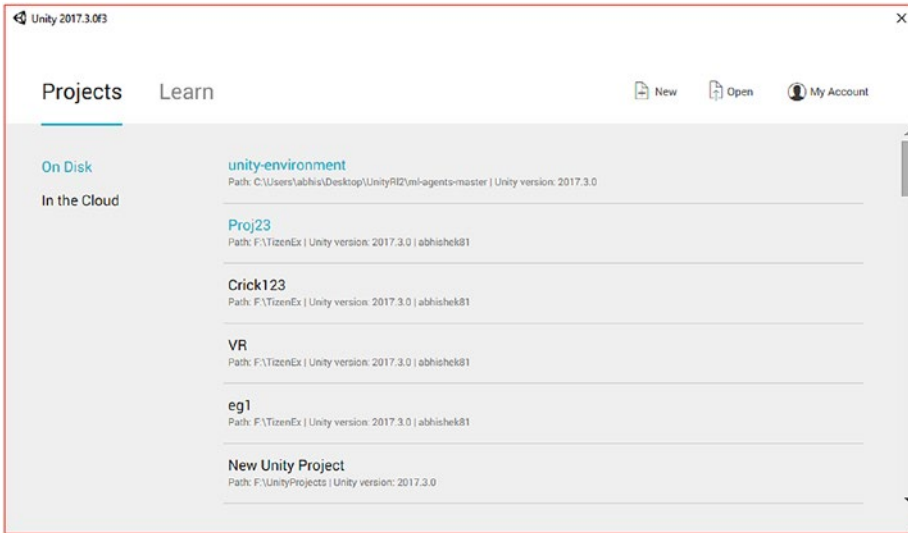 Unity 2017.3.0f3
Projects
Learn
New
Open
My Account
On Disk
In the Cloud
unity-environment
Path: C:\Users\abhis\Desktop\UnityRl2\ml-agents-master | Unity version: 2017.3.0
Proj23
Path: F:\TizenEx | Unity version: 2017.3.0 | abhishek81
Crick123
Path: F:\TizenEx | Unity version: 2017.3.0 | abhishek81
VR
Path: F:\TizenEx | Unity version: 2017.3.0 | abhishek81
eg1
Path: F:\TizenEx | Unity version: 2017.3.0 | abhishek81
New Unity Project
Path: F:\UnityProjects | Unity version: 2017.3.0